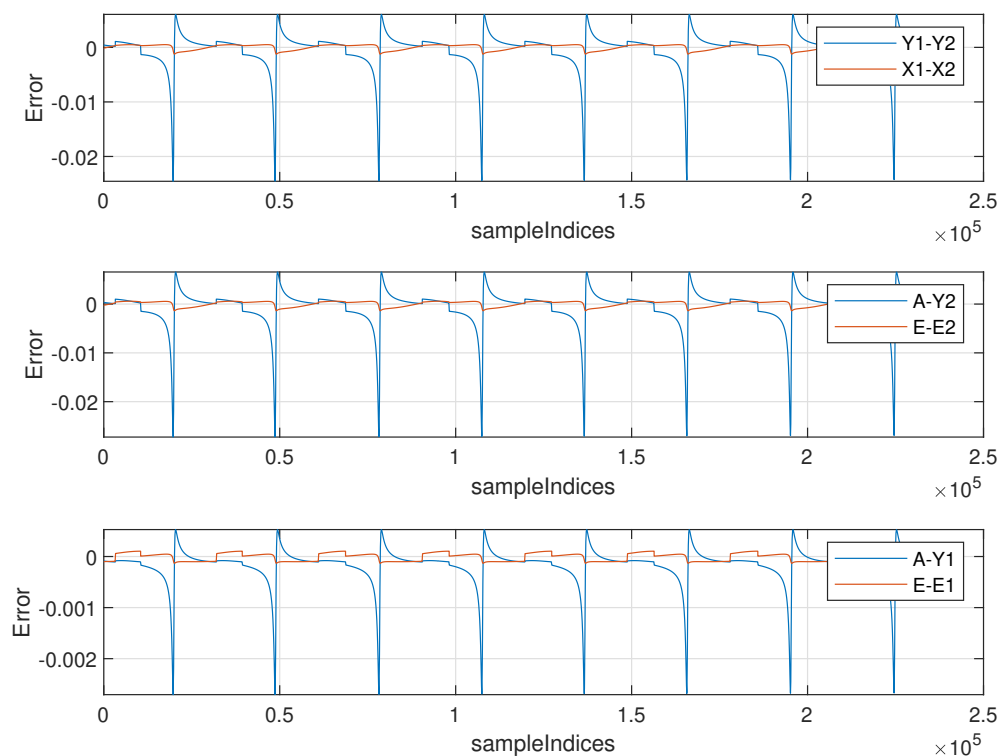 0
-0.01
-0.02
Error
Y1-Y2
X1-X2
0 0.5 1 1.5 2 2.5
sampleIndices
×10^5
0
-0.01
-0.02
Error
A-Y2
E-E2
0 0.5 1 1.5 2 2.5
sampleIndices
×10^5
0
-0.001
-0.002
Error
A-Y1
E-E1
0 0.5 1 1.5 2 2.5
sampleIndices
×10^5